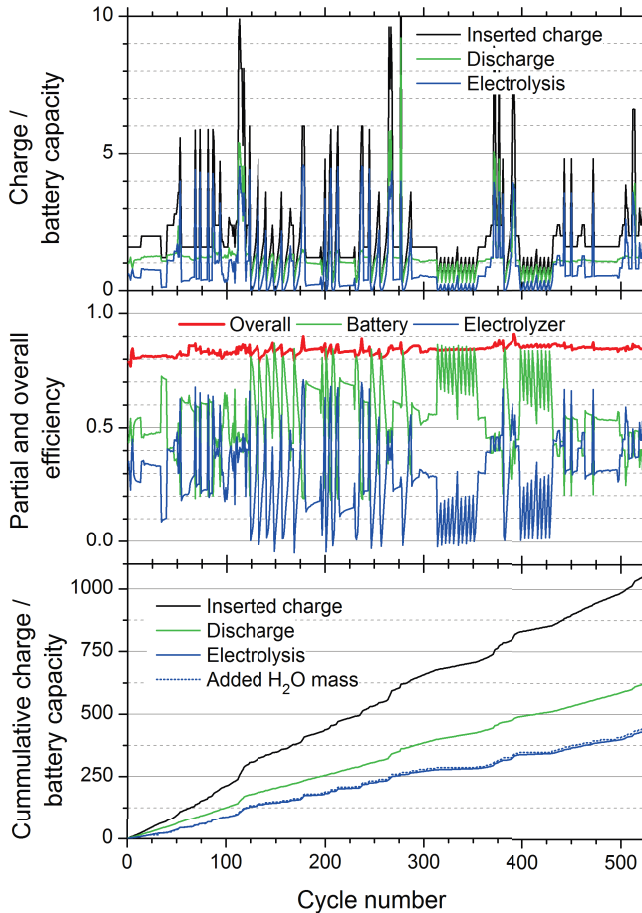 Charge /
battery capacity
10
5
0
Inserted charge
Discharge
Electrolysis
Partial and overall
efficiency
1.0
0.5
0.0
Overall Battery Electrolyzer
Cummulative charge /
battery capacity
1000
750
500
250
0
Inserted charge
Discharge
Electrolysis
Added H₂O mass
0 100 200 300 400 500
Cycle number